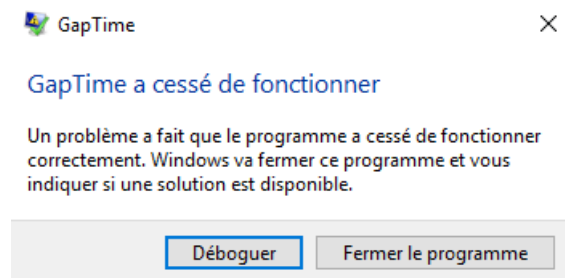 GapTime
GapTime a cessé de fonctionner
Un problème a fait que le programme a cessé de fonctionner
correctement. Windows va fermer ce programme et vous
indiquer si une solution est disponible.
Déboguer
Fermer le programme